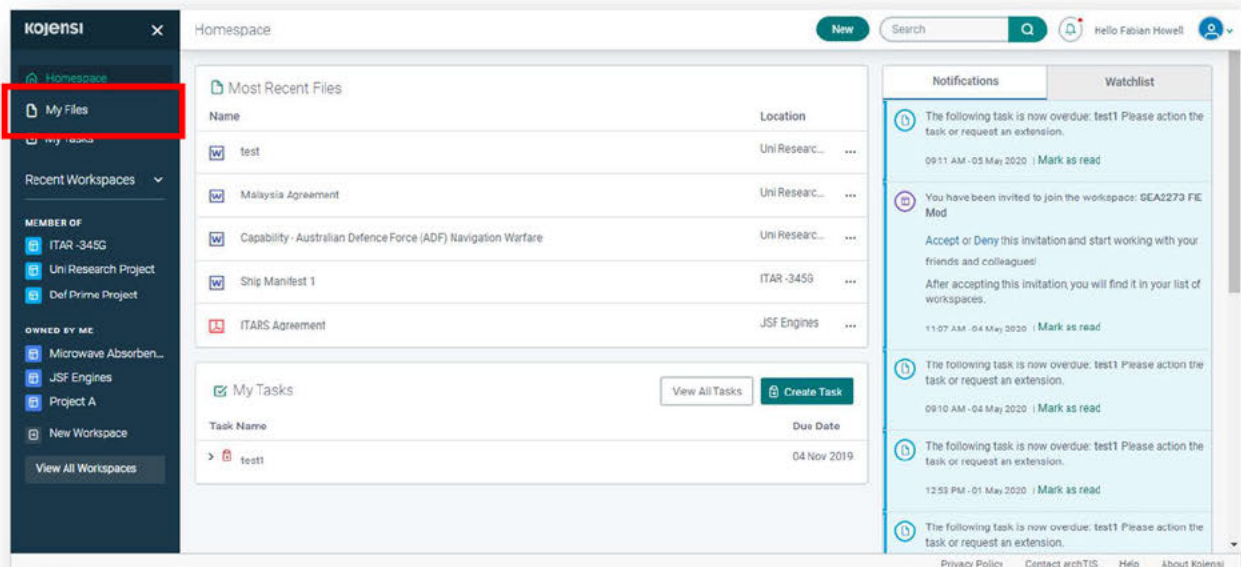 KOJENSI
Homespace
New
Search
Hello Fabian Howell
Homespace
My Files
My Tasks
Recent Workspaces
MEMBER OF
ITAR -345G
Uni Research Project
Def Prime Project
OWNED BY ME
Microwave Absorben...
JSF Engines
Project A
New Workspace
View All Workspaces
Most Recent Files
Name Location
test Uni Researc... ...
Malaysia Agreement Uni Researc... ...
Capability - Australian Defence Force (ADF) Navigation Warfare Uni Researc... ...
Ship Manifest 1 ITAR -345G ...
ITARS Agreement JSF Engines ...
My Tasks View All Tasks Create Task
Task Name Due Date
test1 04 Nov 2019
Notifications Watchlist
The following task is now overdue: test1 Please action the
task or request an extension.
09:11 AM - 05 May 2020 | Mark as read
You have been invited to join the workspace: SEA2273 FIE
Mod
Accept or Deny this invitation and start working with your
friends and colleagues!
After accepting this invitation, you will find it in your list of
workspaces.
11:07 AM - 04 May 2020 | Mark as read
The following task is now overdue: test1 Please action the
task or request an extension.
09:10 AM - 04 May 2020 | Mark as read
The following task is now overdue: test1 Please action the
task or request an extension.
12:53 PM - 01 May 2020 | Mark as read
The following task is now overdue: test1 Please action the
task or request an extension.
Privacy Policy Contact archTIS Help About Kojensi